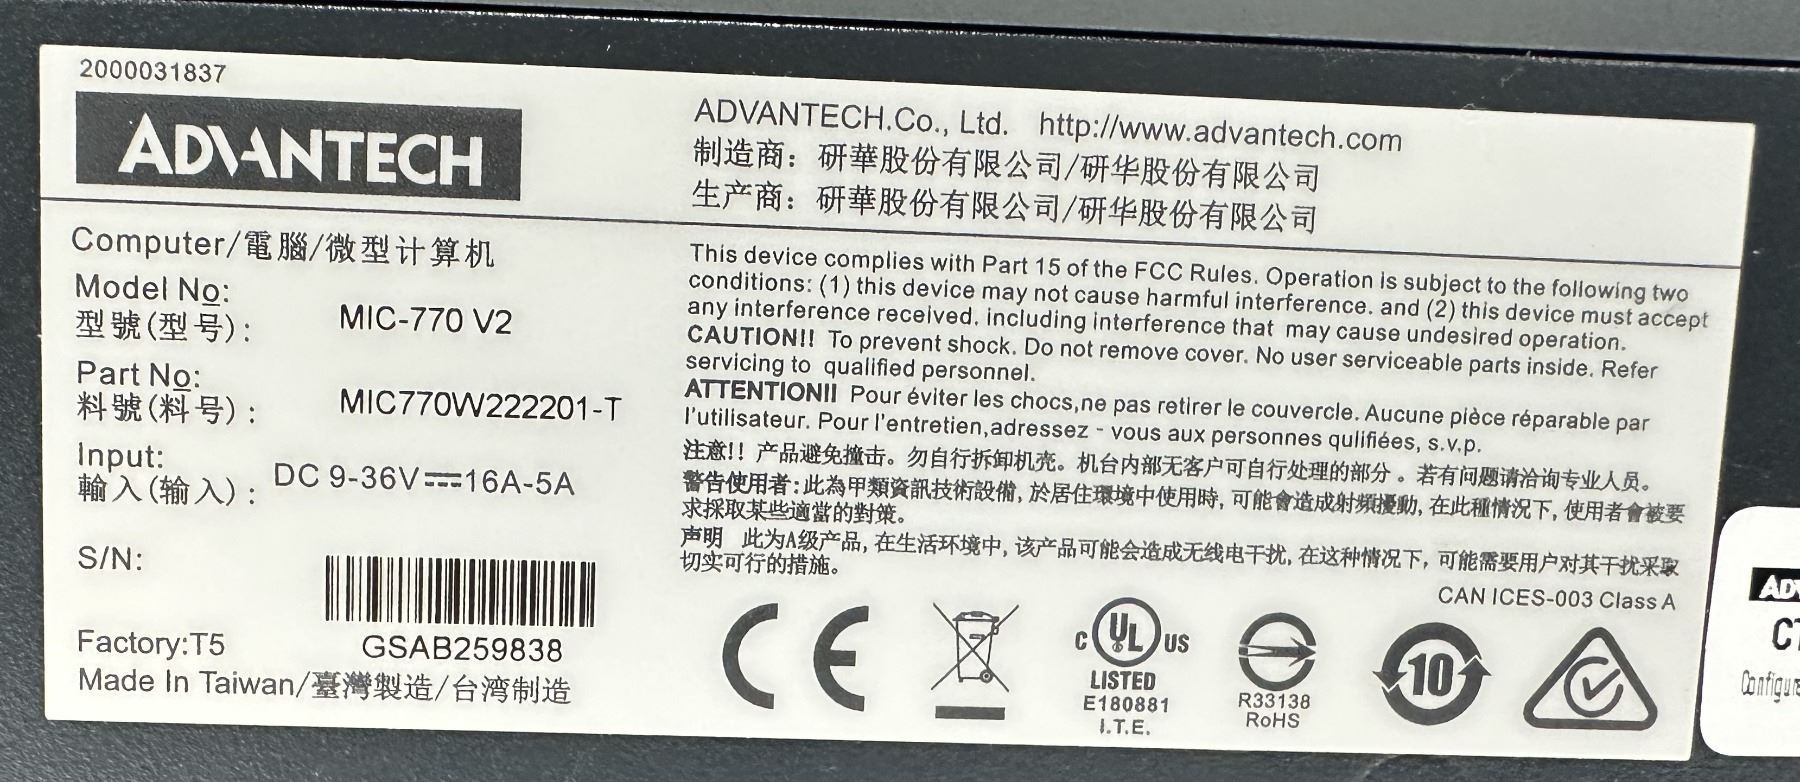 2000031837
ADVANTECH
ADVANTECH.Co., Ltd. http://www.advantech.com
制造商：研華股份有限公司/研华股份有限公司
生产商：研華股份有限公司/研华股份有限公司
Computer/電腦/微型计算机
Model No:
型號(型号): MIC-770 V2
Part No:
料號(料号): MIC770W222201-T
Input:
輸入(输入): DC 9-36V⎓16A-5A
S/N:
GSAB259838
Factory:T5
Made In Taiwan/臺灣製造/台湾制造
This device complies with Part 15 of the FCC Rules. Operation is subject to the following two
conditions: (1) this device may not cause harmful interference. and (2) this device must accept
any interference received. including interference that may cause undesired operation.
CAUTION!! To prevent shock. Do not remove cover. No user serviceable parts inside. Refer
servicing to qualified personnel.
ATTENTION!! Pour éviter les chocs,ne pas retirer le couvercle. Aucune pièce réparable par
l'utilisateur. Pour l'entretien,adressez - vous aux personnes qulifiées, s.v.p.
注意!! 产品避免撞击。勿自行拆卸机壳。机台内部无客户可自行处理的部分。若有问题请洽询专业人员。
警告使用者:此為甲類資訊技術設備,於居住環境中使用時,可能會造成射頻擾動,在此種情況下,使用者會被要
求採取某些適當的對策。
声明 此为A级产品,在生活环境中,该产品可能会造成无线电干扰,在这种情况下,可能需要用户对其干扰采取
切实可行的措施。
CAN ICES-003 Class A
CE
c UL US
LISTED
E180881
I.T.E.
R33138
RoHS
10
ADV
CT
Configur